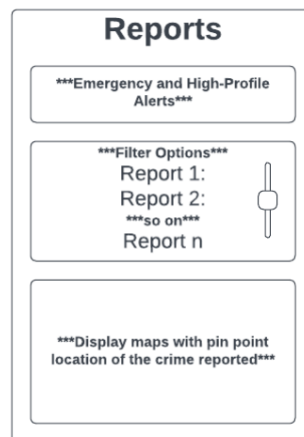 Reports
***Emergency and High-Profile
Alerts***
***Filter Options***
Report 1:
Report 2:
***so on***
Report n
***Display maps with pin point
location of the crime reported***